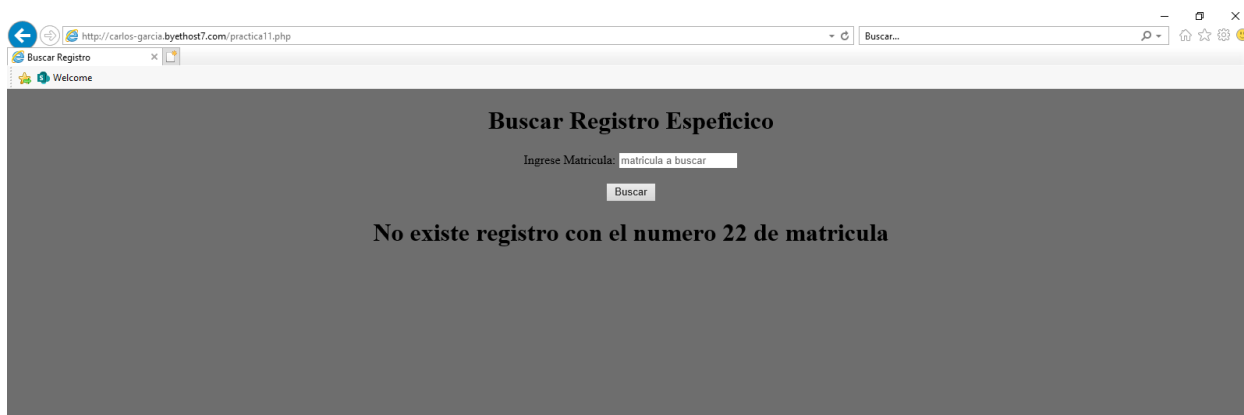 http://carlos-garcia.byethost7.com/practica11.php
Buscar...
Buscar Registro
Welcome
Buscar Registro Espeficico
Ingrese Matricula: matricula a buscar
Buscar
No existe registro con el numero 22 de matricula